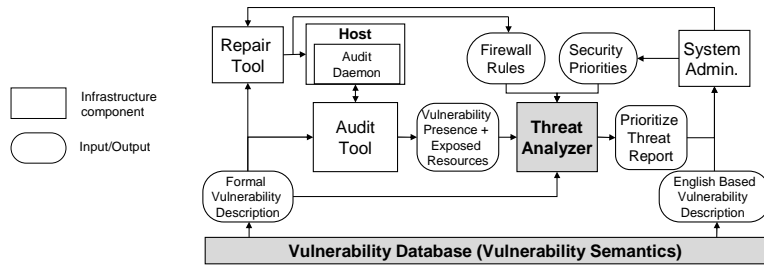 Host
Repair
Tool
Audit
Daemon
Firewall
Rules
Security
Priorities
System
Admin.
Infrastructure
component
Input/Output
Audit
Tool
Vulnerability
Presence +
Exposed
Resources
Threat
Analyzer
Prioritize
Threat
Report
Formal
Vulnerability
Description
English Based
Vulnerability
Description
Vulnerability Database (Vulnerability Semantics)